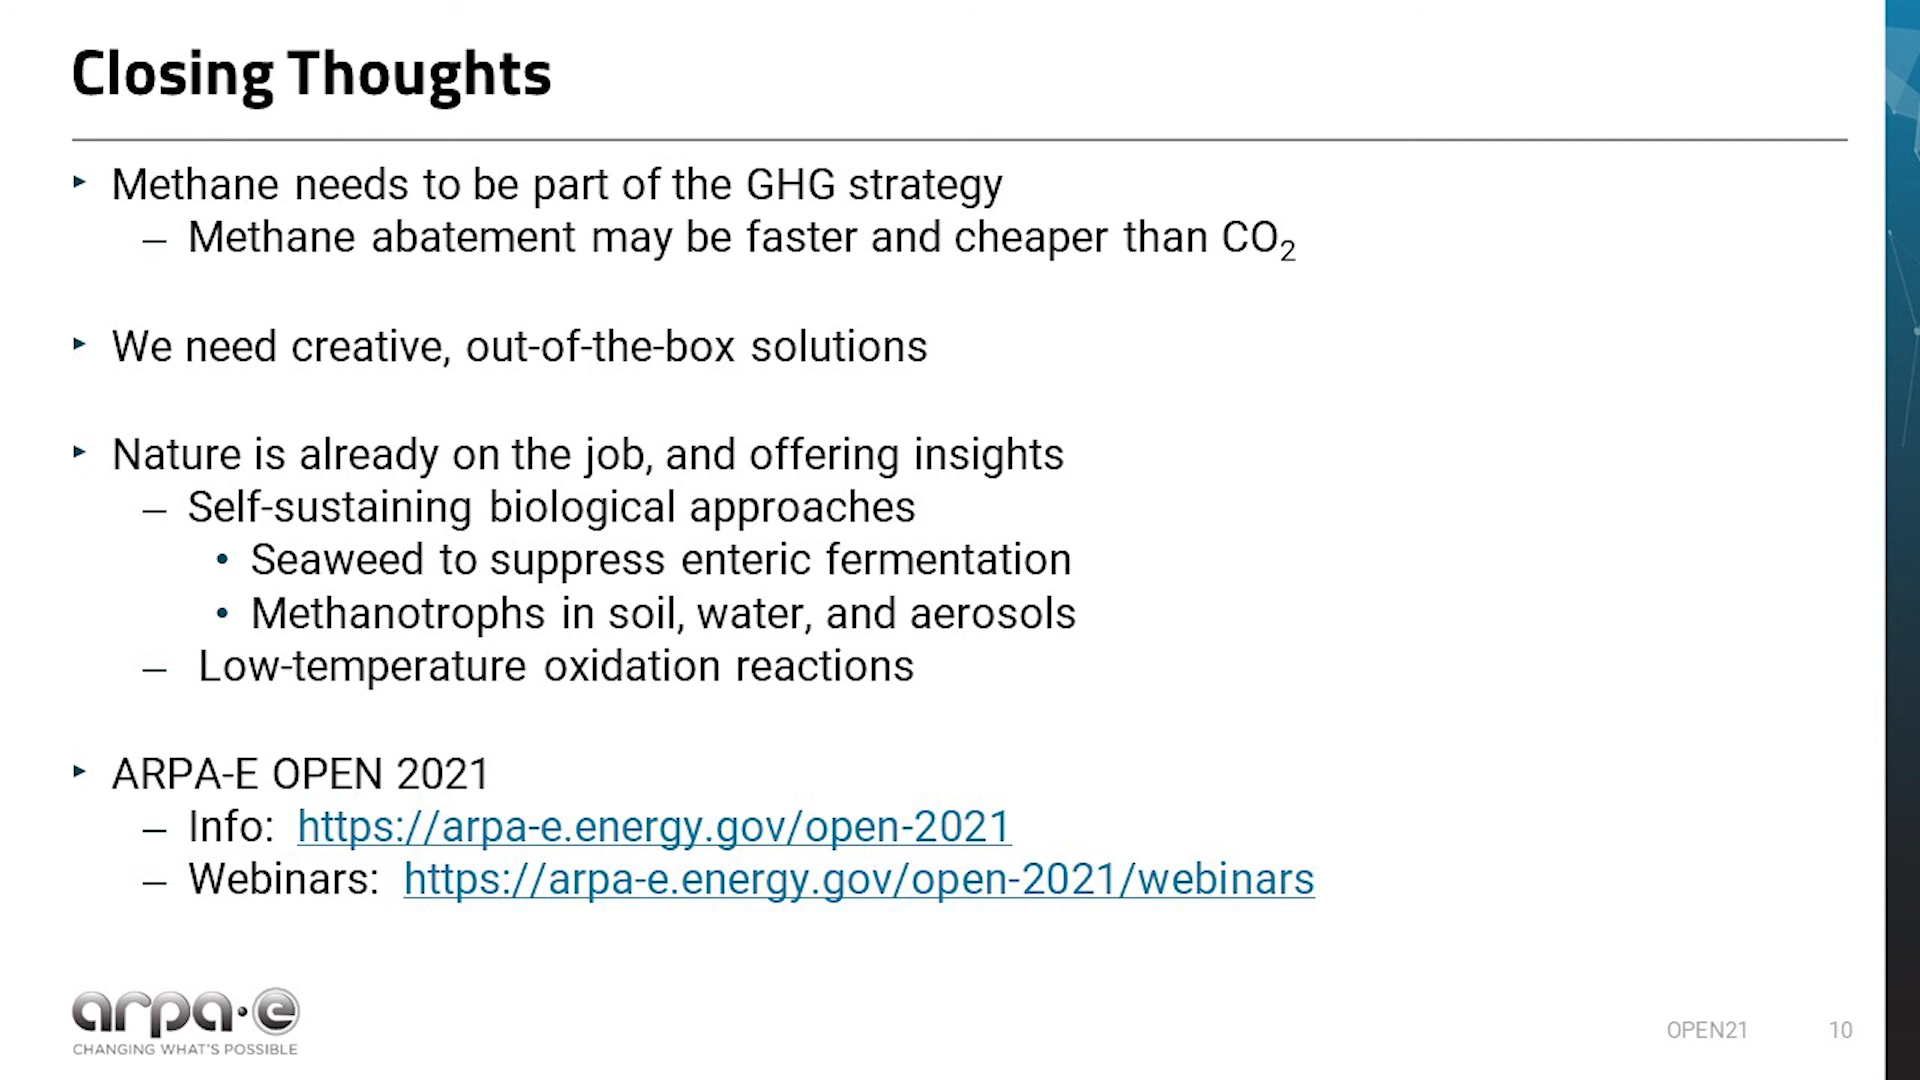 Closing Thoughts
‣ Methane needs to be part of the GHG strategy
– Methane abatement may be faster and cheaper than CO₂
‣ We need creative, out-of-the-box solutions
‣ Nature is already on the job, and offering insights
– Self-sustaining biological approaches
• Seaweed to suppress enteric fermentation
• Methanotrophs in soil, water, and aerosols
– Low-temperature oxidation reactions
‣ ARPA-E OPEN 2021
– Info: https://arpa-e.energy.gov/open-2021
– Webinars: https://arpa-e.energy.gov/open-2021/webinars
arpa·e
CHANGING WHAT'S POSSIBLE
OPEN21 10